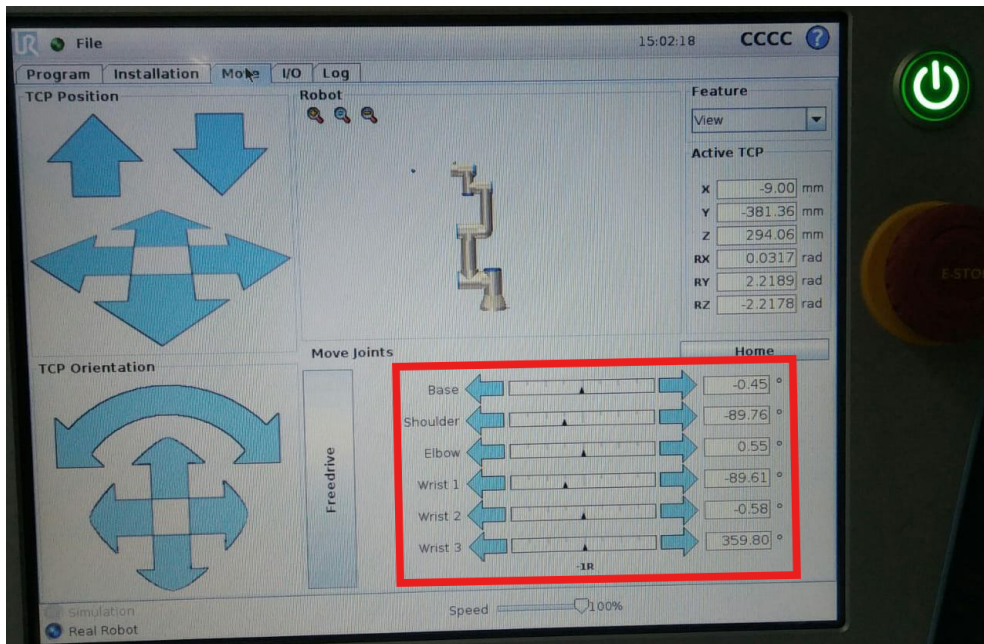 UR File 15:02:18 CCCC ?
Program Installation Move I/O Log
TCP Position
Robot
Feature
View
Active TCP
X -9.00 mm
Y -381.36 mm
Z 294.06 mm
RX 0.0317 rad
RY 2.2189 rad
RZ -2.2178 rad
Move Joints
Home
TCP Orientation
Freedrive
Base -0.45 °
Shoulder -89.76 °
Elbow 0.55 °
Wrist 1 -89.61 °
Wrist 2 -0.58 °
Wrist 3 359.80 °
-1R
Simulation
Real Robot
Speed 100%
E-STO